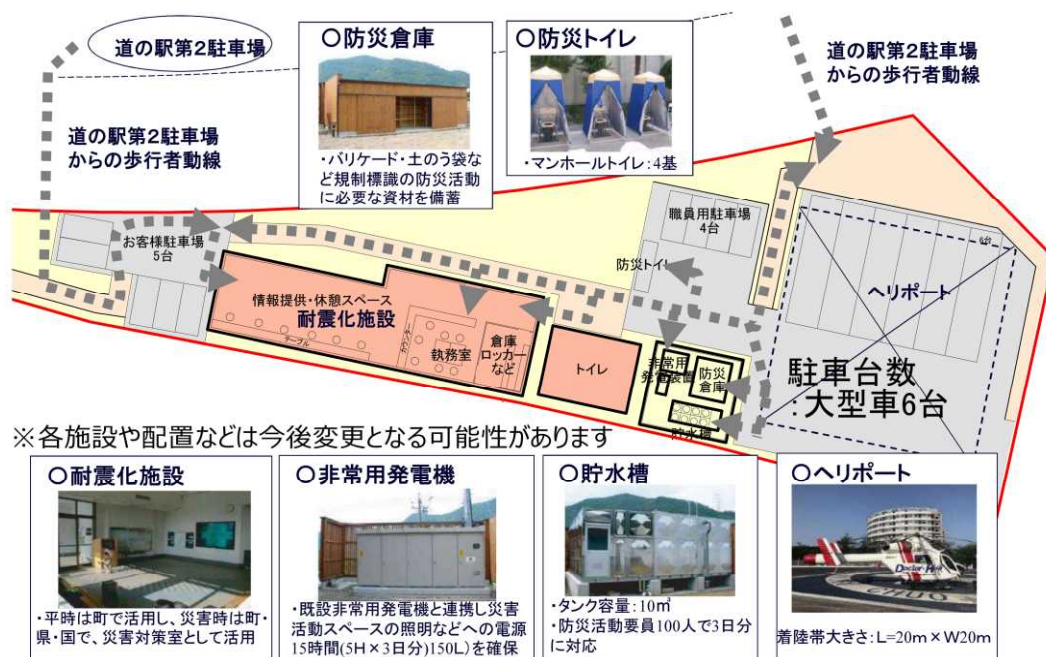 道の駅第2駐車場
道の駅第2駐車場
からの歩行者動線
○防災倉庫
・バリケード・土のう袋な
ど規制標識の防災活動
に必要な資材を備蓄
○防災トイレ
・マンホールトイレ:4基
道の駅第2駐車場
からの歩行者動線
お客様駐車場
5台
職員用駐車場
4台
6台
防災トイレ
ヘリポート
情報提供・休憩スペース
耐震化施設
テーブル
カウンター
執務室
倉庫
ロッカー
など
トイレ
非常用
発電装置
防災
倉庫
貯水槽
駐車台数
:大型車6台
※各施設や配置などは今後変更となる可能性があります
○耐震化施設
・平時は町で活用し、災害時は町・
県・国で、災害対策室として活用
○非常用発電機
・既設非常用発電機と連携し災害
活動スペースの照明などへの電源
15時間(5H×3日分)150L)を確保
○貯水槽
・タンク容量:10㎥
・防災活動要員100人で3日分
に対応
○ヘリポート
Doctor-Heli
着陸帯大きさ:L=20m×W20m